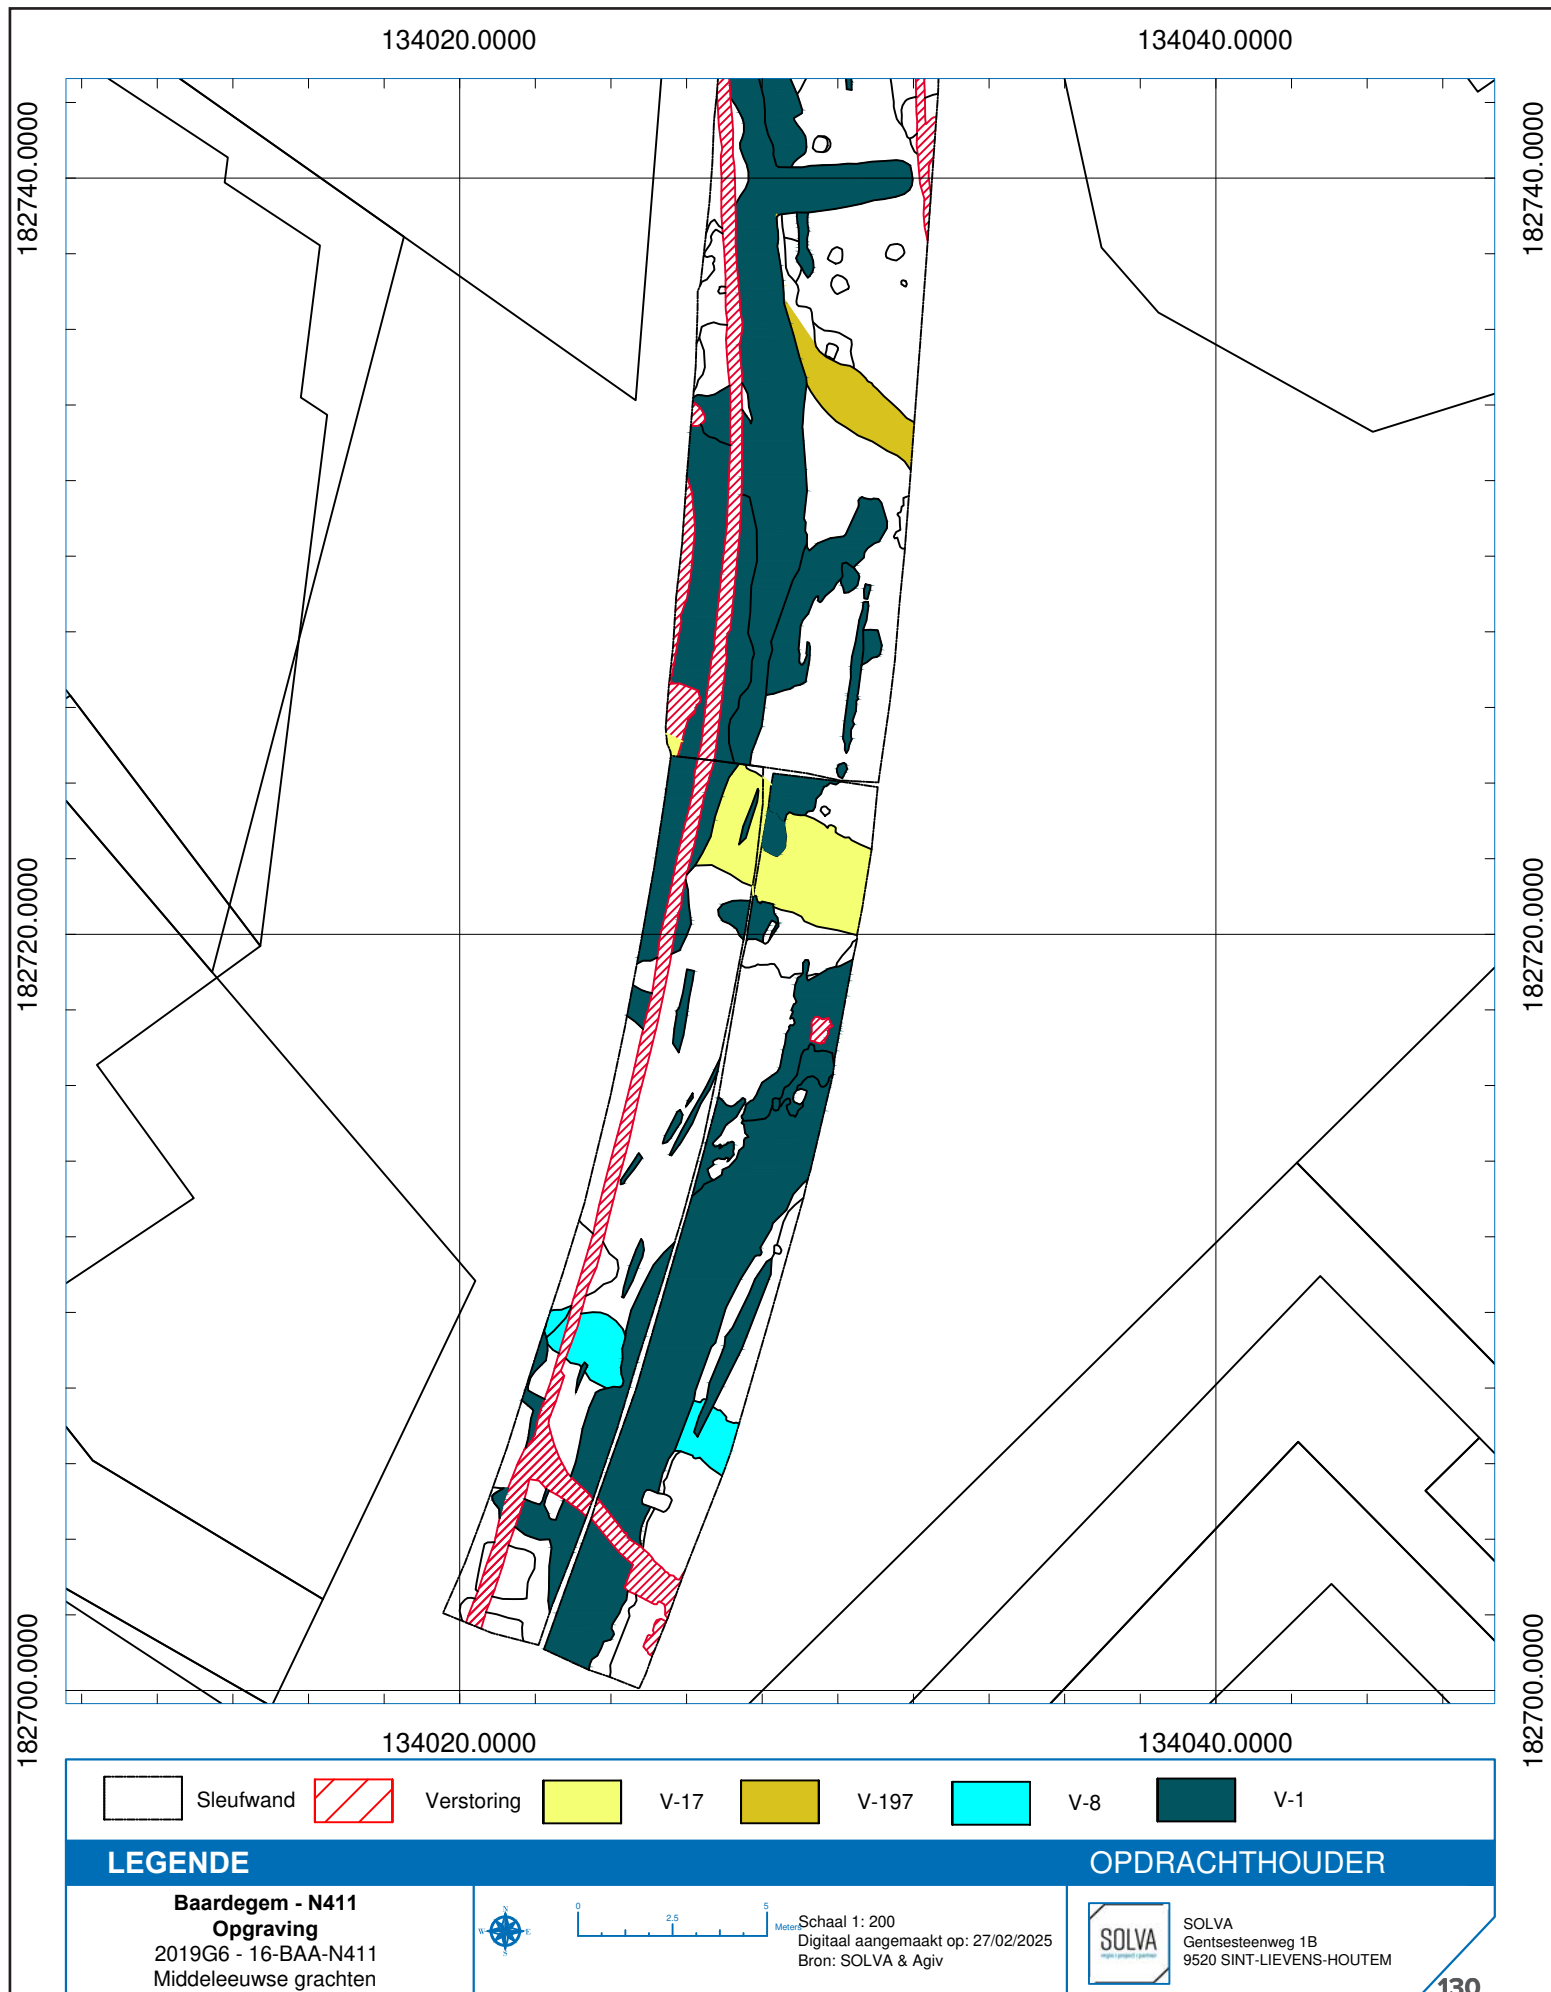 134020.0000 134040.0000
182740.0000 182740.0000
182720.0000 182720.0000
182700.0000 182700.0000
134020.0000 134040.0000
Sleufwand Verstoring V-17 V-197 V-8 V-1
LEGENDE OPDRACHTHOUDER
Baardegem - N411
Opgraving
2019G6 - 16-BAA-N411
Middeleeuwse grachten
N
W E
S
0 2.5 5
Meters
Schaal 1: 200
Digitaal aangemaakt op: 27/02/2025
Bron: SOLVA & Agiv
SOLVA
SOLVA
Gentsesteenweg 1B
9520 SINT-LIEVENS-HOUTEM
130